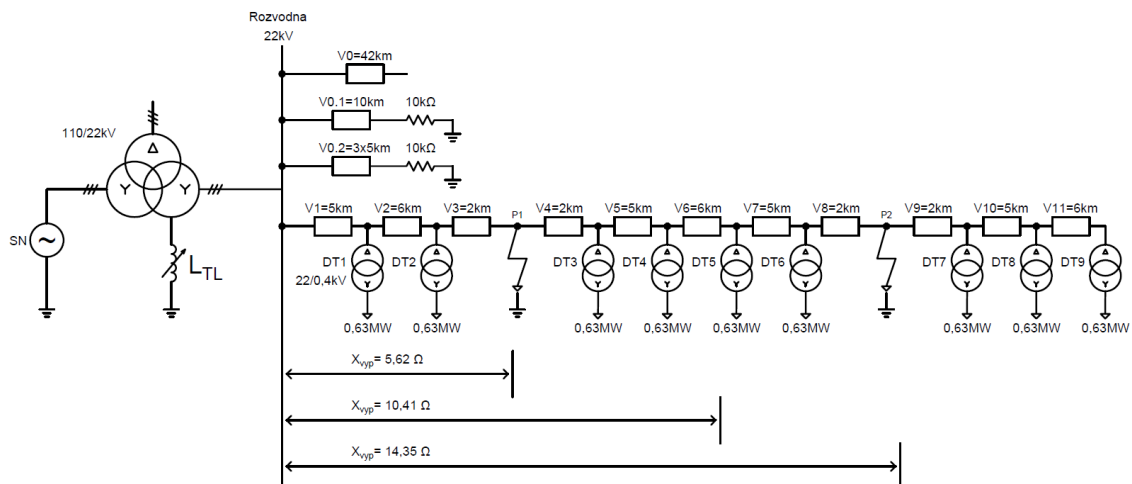 Rozvodna
22kV
V0=42km
V0.1=10km 10kΩ
110/22kV
V0.2=3x5km 10kΩ
Δ
Y Y
V1=5km V2=6km V3=2km P1 V4=2km V5=5km V6=6km V7=5km V8=2km P2 V9=2km V10=5km V11=6km
SN ~
LTL
Δ Δ Δ Δ Δ Δ Δ Δ Δ
DT1 DT2 DT3 DT4 DT5 DT6 DT7 DT8 DT9
22/0,4kV
Y Y Y Y Y Y Y Y Y
0,63MW 0,63MW 0,63MW 0,63MW 0,63MW 0,63MW 0,63MW 0,63MW 0,63MW
Xvyp= 5,62 Ω
Xvyp= 10,41 Ω
Xvyp= 14,35 Ω